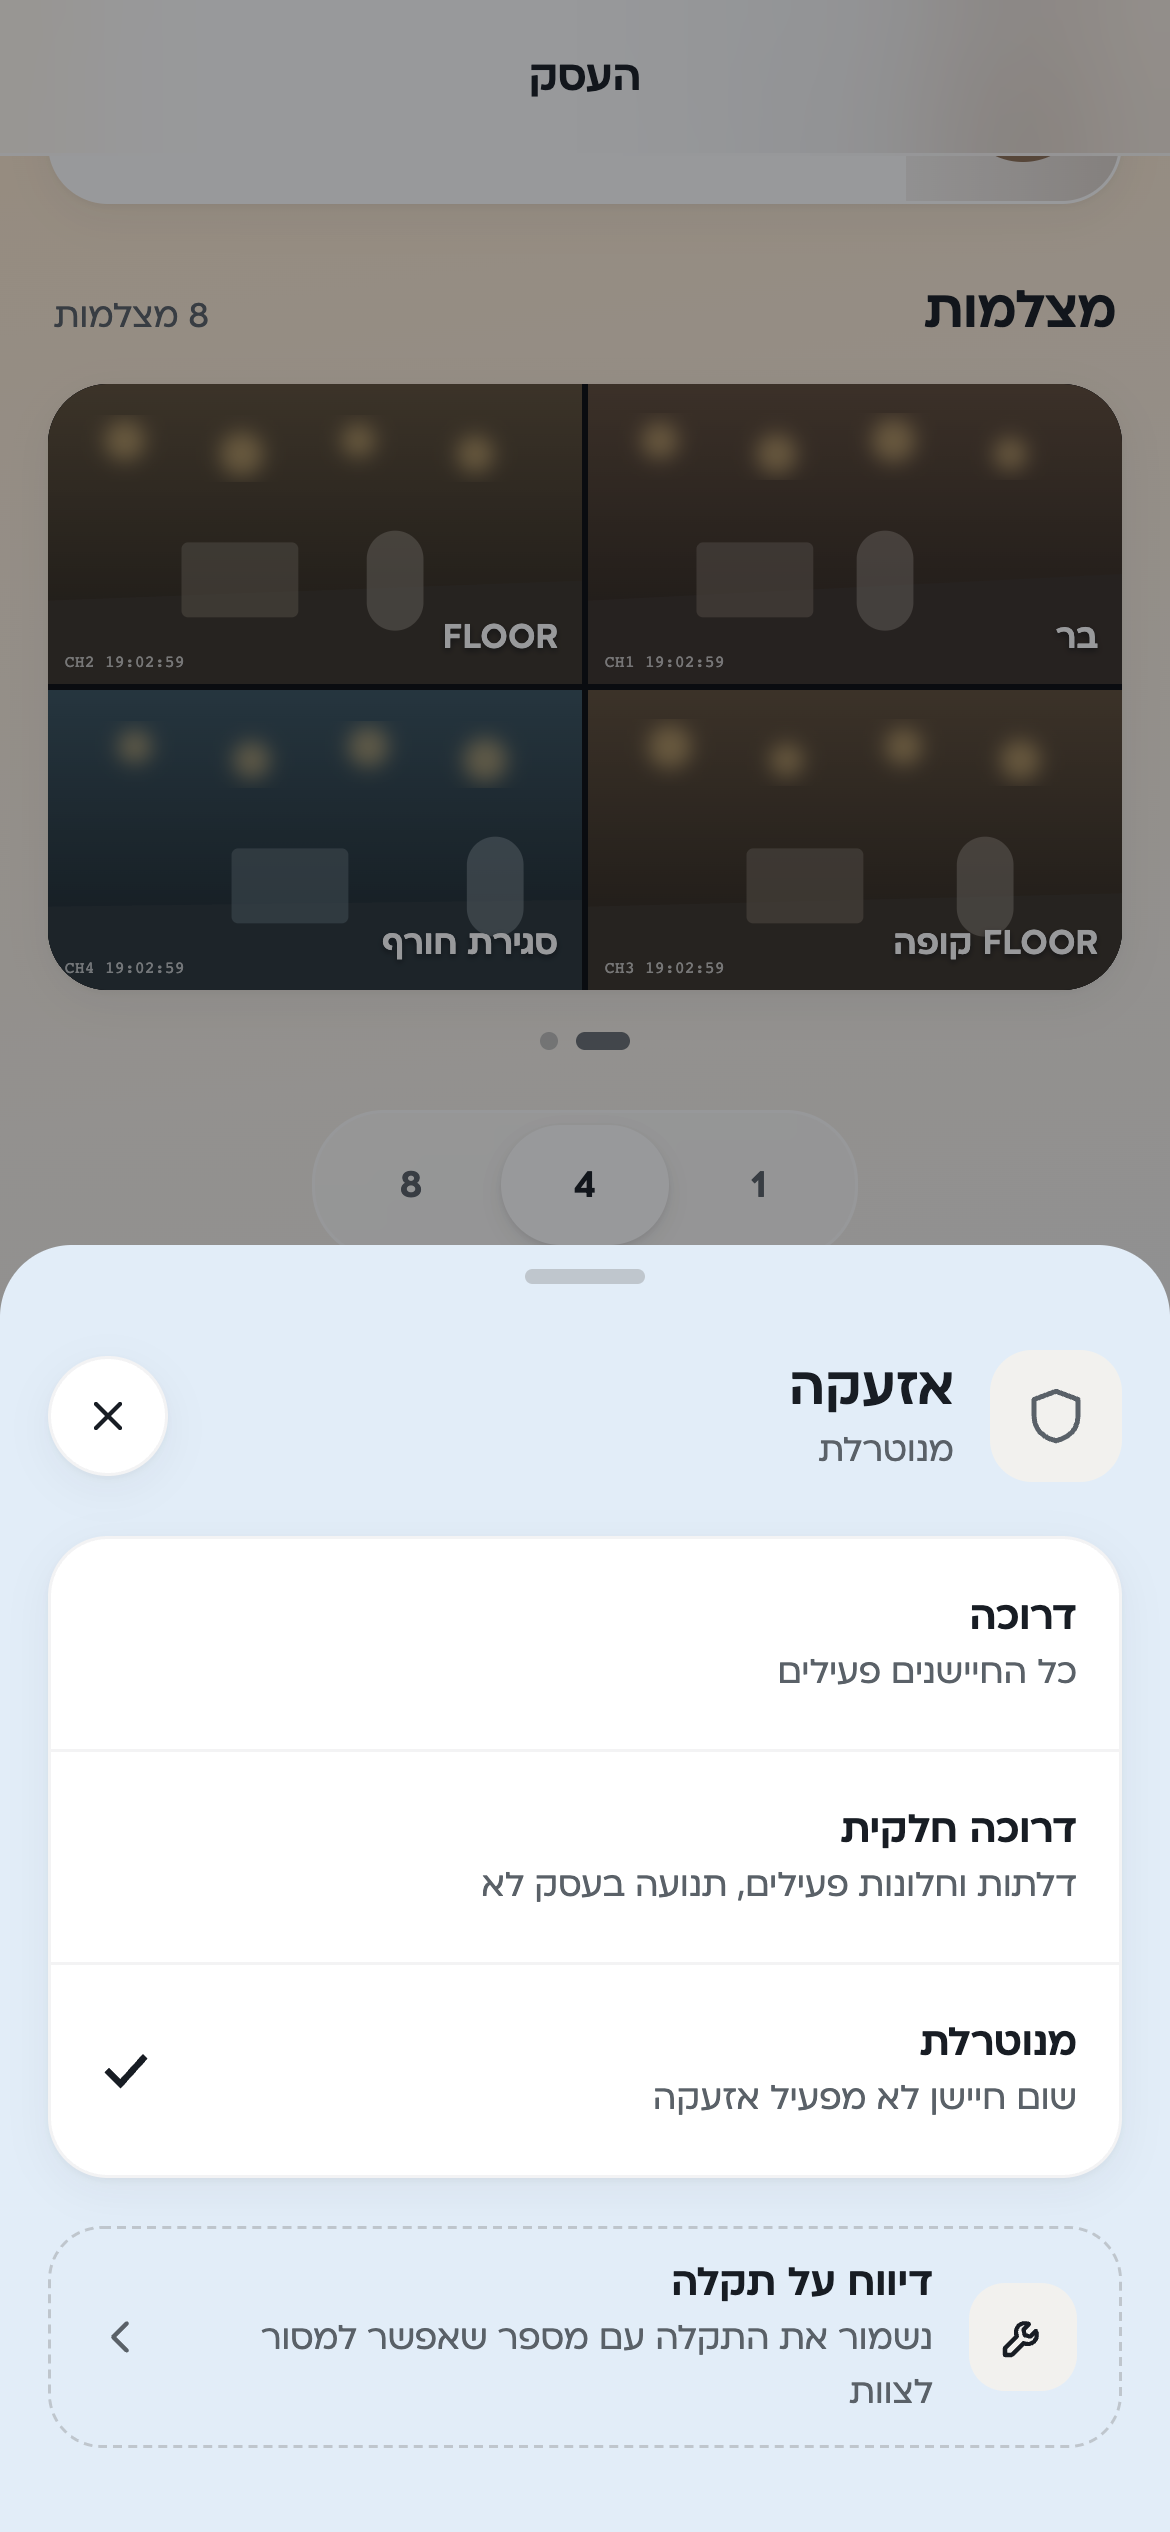 העסק
מצלמות
8 מצלמות
בר
CH1 19:02:59
FLOOR
CH2 19:02:59
FLOOR קופה
CH3 19:02:59
סגירת חורף
CH4 19:02:59
1
4
8
אזעקה
מנוטרלת
דרוכה
כל החיישנים פעילים
דרוכה חלקית
דלתות וחלונות פעילים, תנועה בעסק לא
מנוטרלת
שום חיישן לא מפעיל אזעקה
דיווח על תקלה
נשמור את התקלה עם מספר שאפשר למסור
לצוות